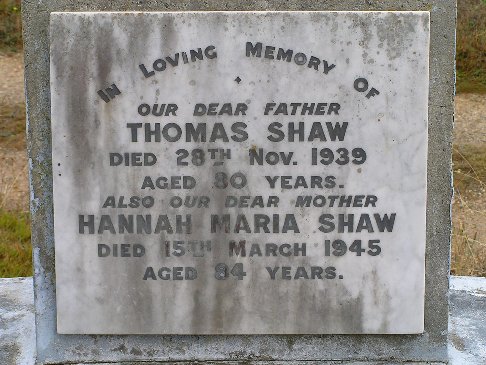 In Loving Memory of
our dear father
Thomas Shaw
died 28th Nov. 1939
aged 80 years.
also our dear mother
Hannah Maria Shaw
died 15th March 1945
aged 84 years.